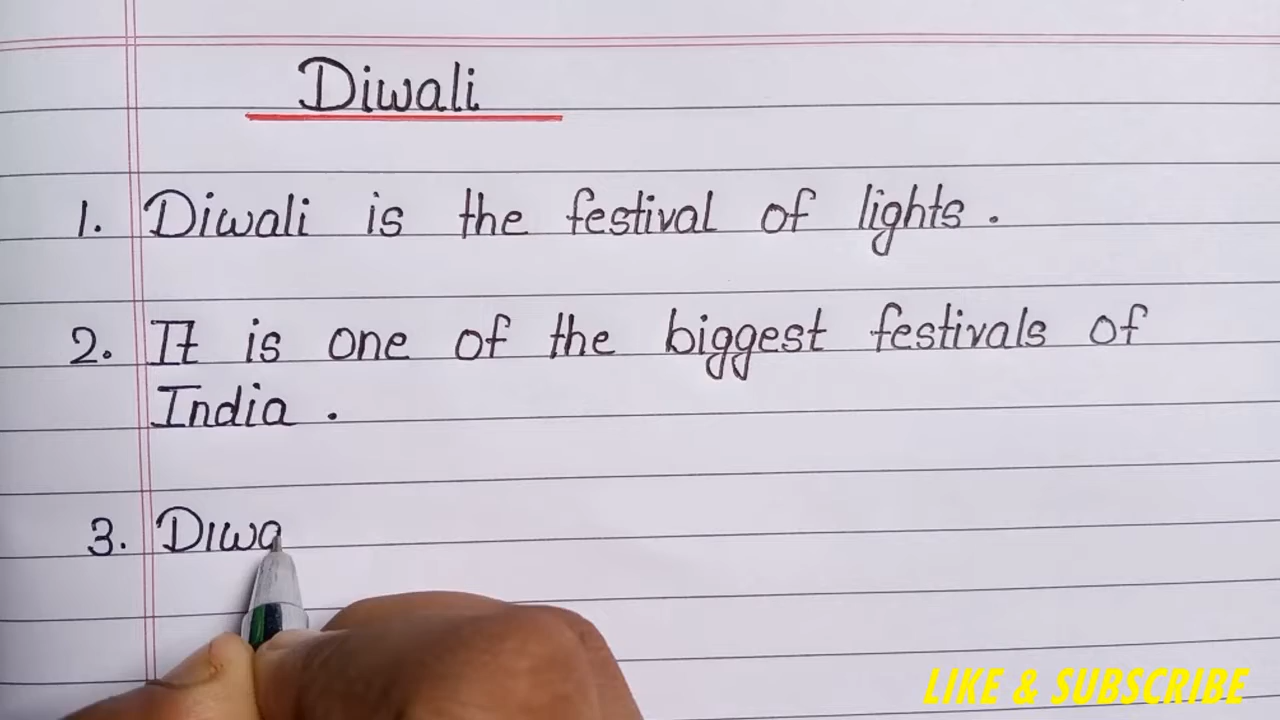 Diwali
1. Diwali is the festival of lights.
2. It is one of the biggest festivals of
India.
3. Diwa
LIKE & SUBSCRIBE